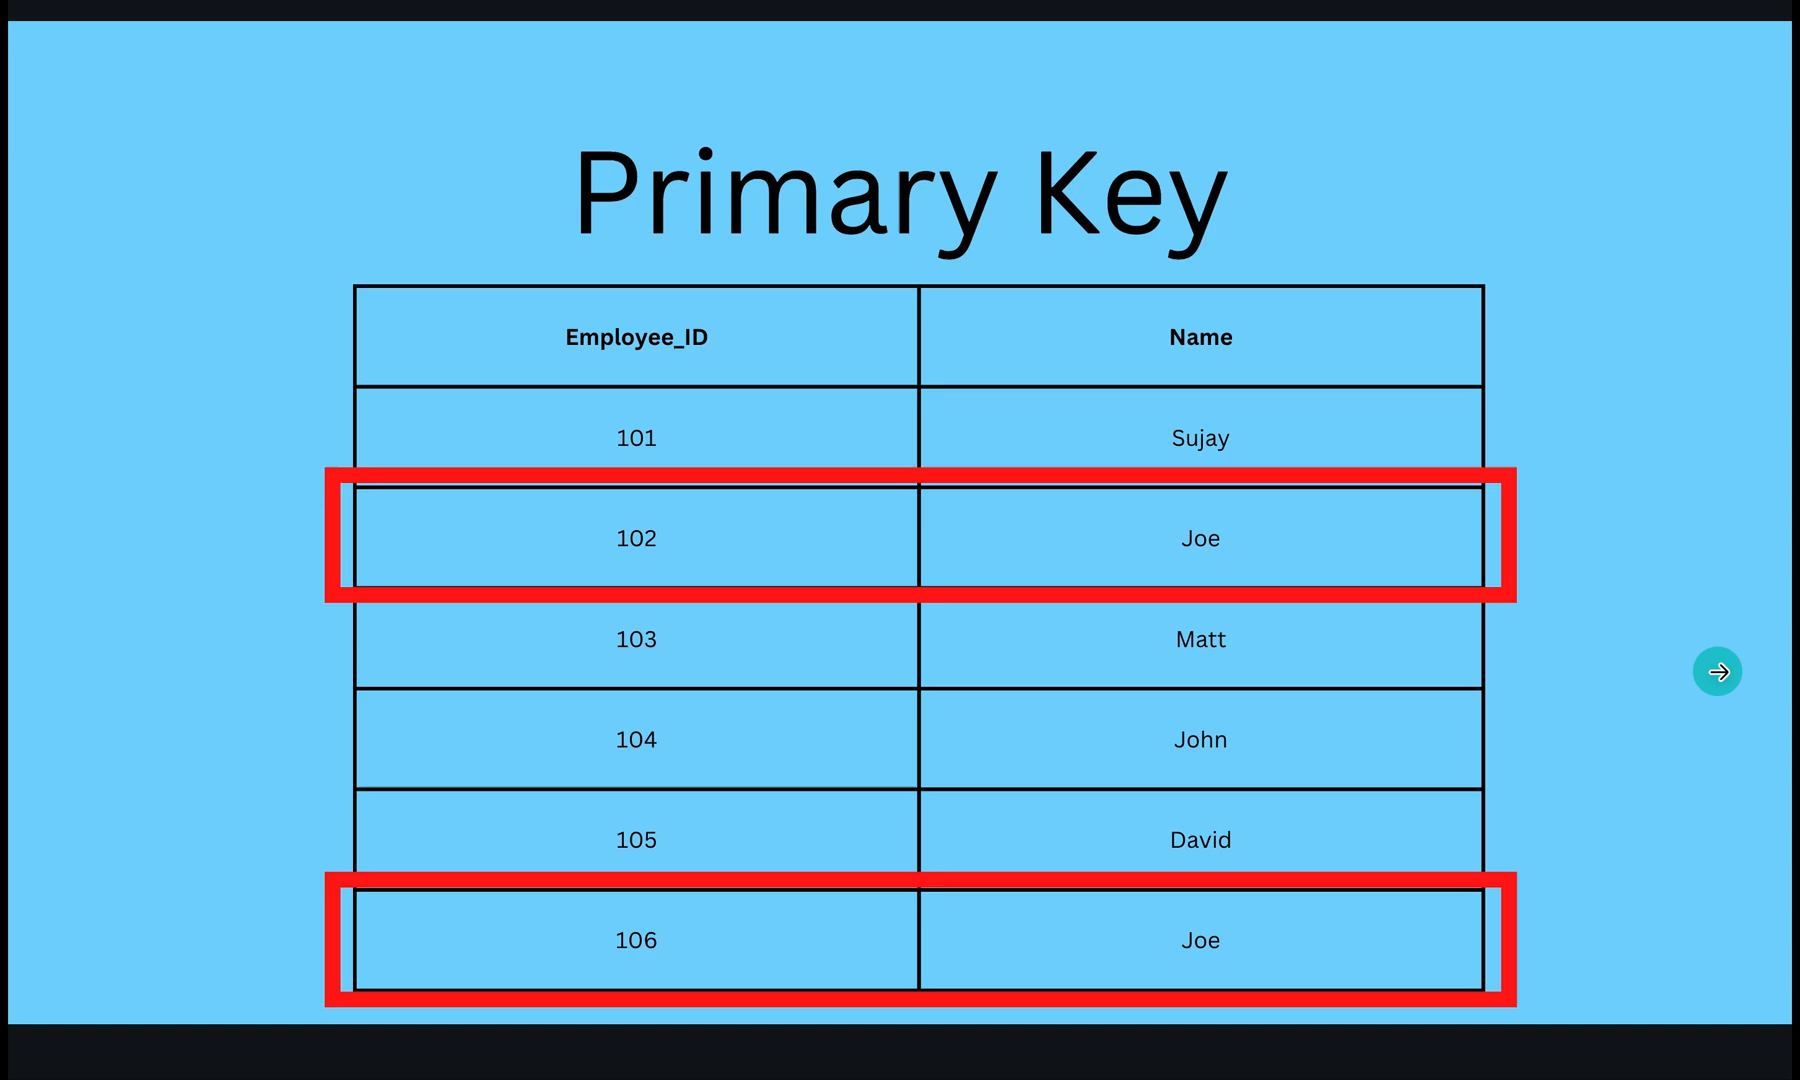 Primary Key
Employee_ID Name
101 Sujay
102 Joe
103 Matt
104 John
105 David
106 Joe